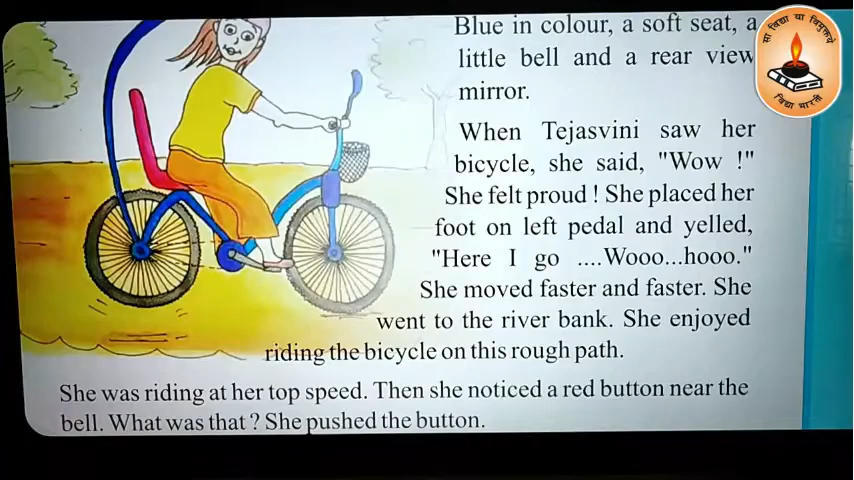 Blue in colour, a soft seat, a
little bell and a rear view
mirror.
When Tejasvini saw her
bicycle, she said, "Wow !"
She felt proud ! She placed her
foot on left pedal and yelled,
"Here I go ....Wooo...hooo."
She moved faster and faster. She
went to the river bank. She enjoyed
riding the bicycle on this rough path.
She was riding at her top speed. Then she noticed a red button near the
bell. What was that ? She pushed the button.
सा विद्या या विमुक्तये
विद्या भारती